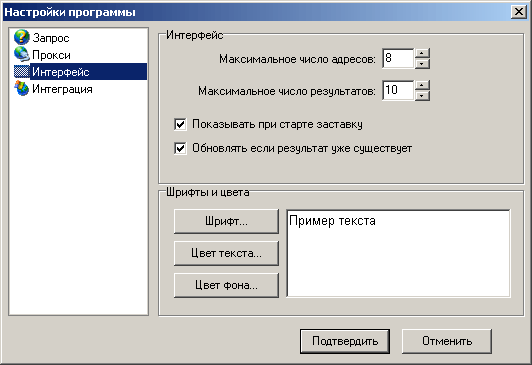 Настройки программы
Запрос
Прокси
Интерфейс
Интеграция
Интерфейс
Максимальное число адресов: 8
Максимальное число результатов: 10
Показывать при старте заставку
Обновлять если результат уже существует
Шрифты и цвета
Шрифт...
Пример текста
Цвет текста...
Цвет фона...
Подтвердить
Отменить